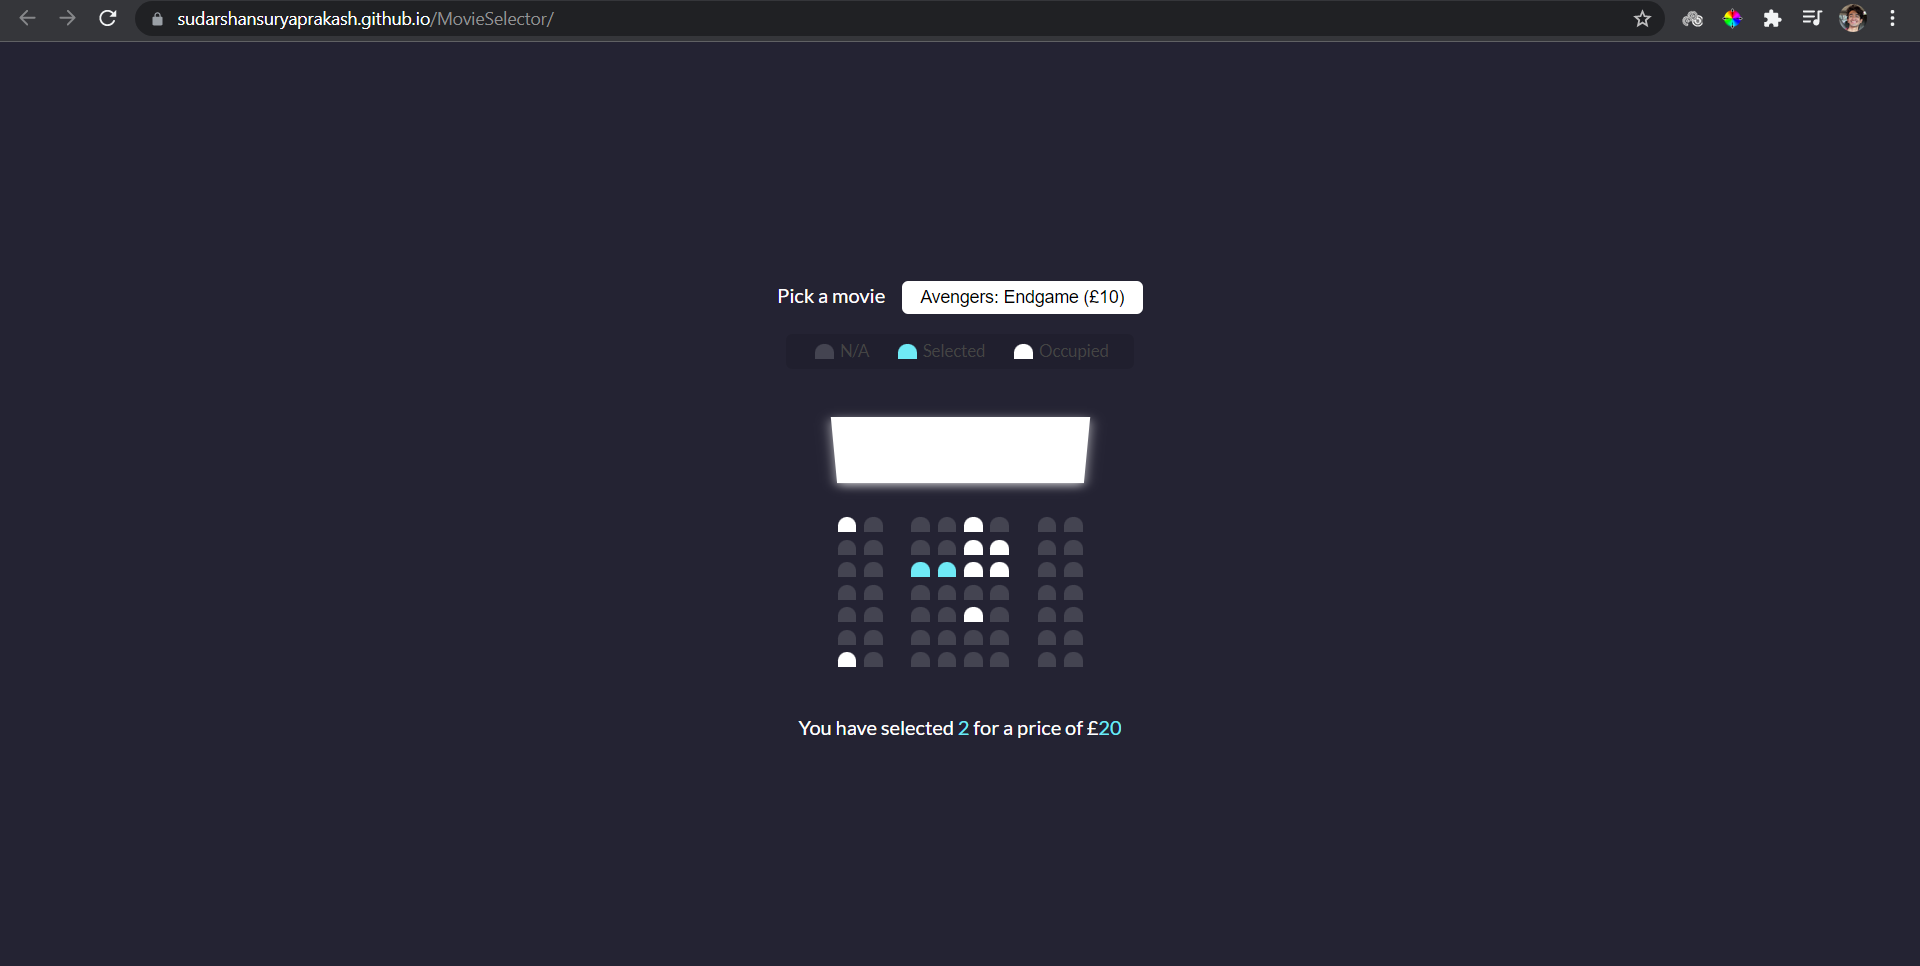 sudarshansuryaprakash.github.io/MovieSelector/
Pick a movie Avengers: Endgame (£10)
N/A Selected Occupied
You have selected 2 for a price of £20